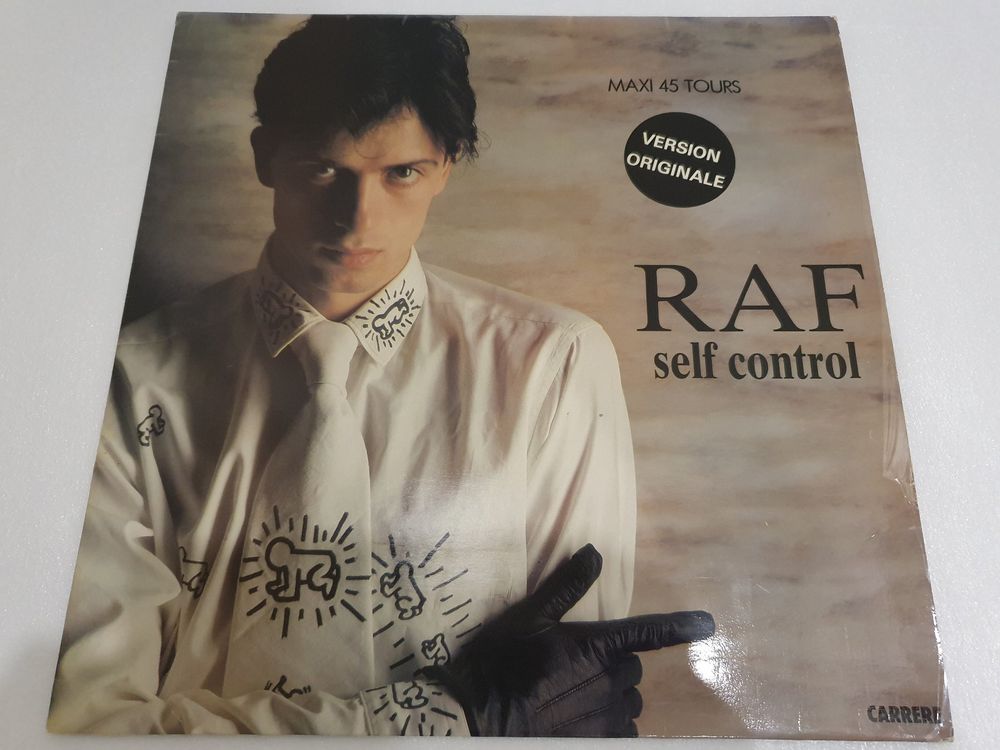 MAXI 45 TOURS
VERSION
ORIGINALE
RAF
self control
CARRERE